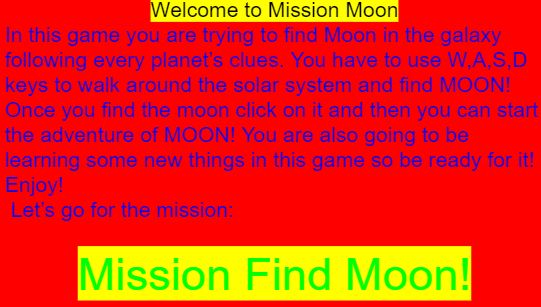 Welcome to Mission Moon
In this game you are trying to find Moon in the galaxy
following every planet's clues. You have to use W,A,S,D
keys to walk around the solar system and find MOON!
Once you find the moon click on it and then you can start
the adventure of MOON! You are also going to be
learning some new things in this game so be ready for it!
Enjoy!
Let's go for the mission:
Mission Find Moon!